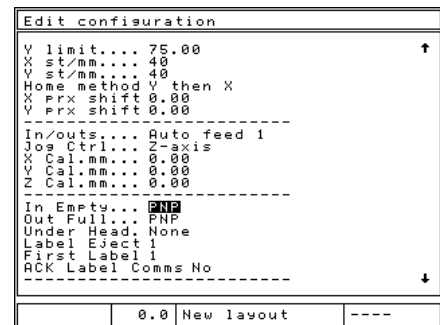 Edit configuration
Y limit.... 75.00
X st/mm.... 40
Y st/mm.... 40
Home method Y then X
X prx shift 0.00
Y prx shift 0.00
----------------------------
In/outs.... Auto feed 1
Jog Ctrl... Z-axis
X Cal.mm... 0.00
Y Cal.mm... 0.00
Z Cal.mm... 0.00
----------------------------
In Empty... PNP
Out Full... PNP
Under Head. None
Label Eject 1
First Label 1
ACK Label Comms No
----------------------------
0.0 New layout ----